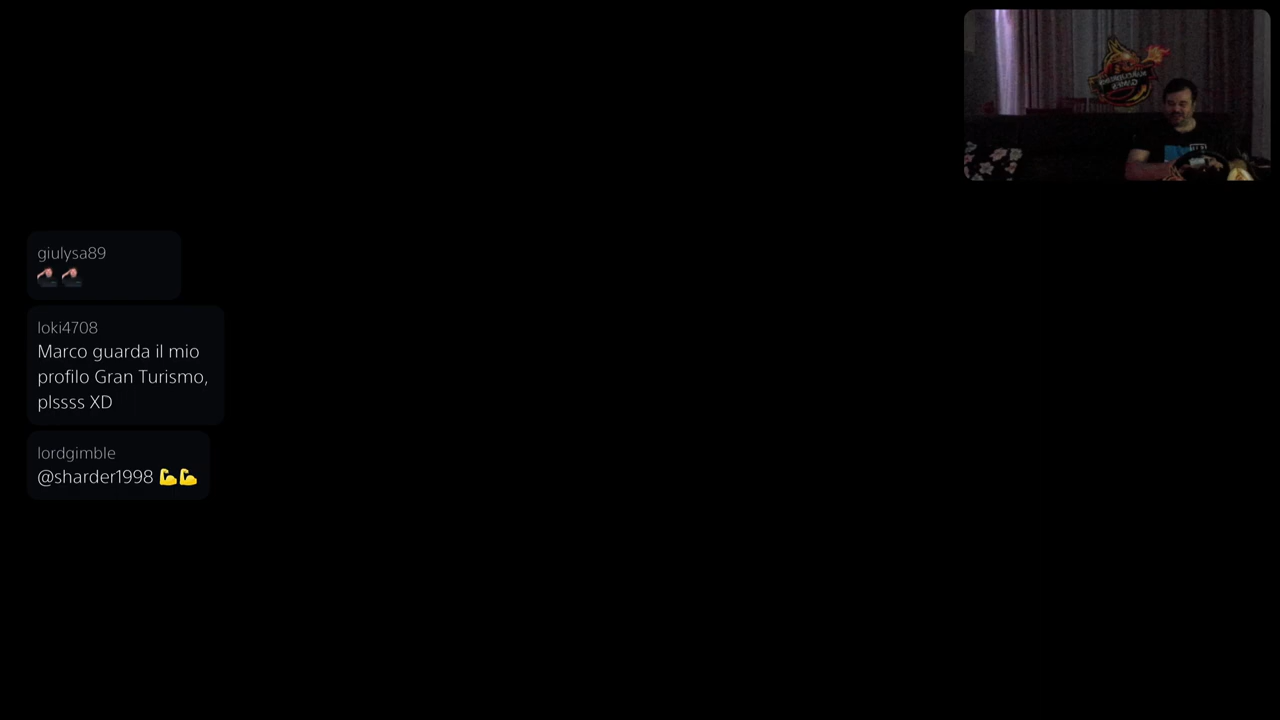 giulysa89
loki4708
Marco guarda il mio
profilo Gran Turismo,
plssss XD
lordgimble
@sharder1998 💪💪